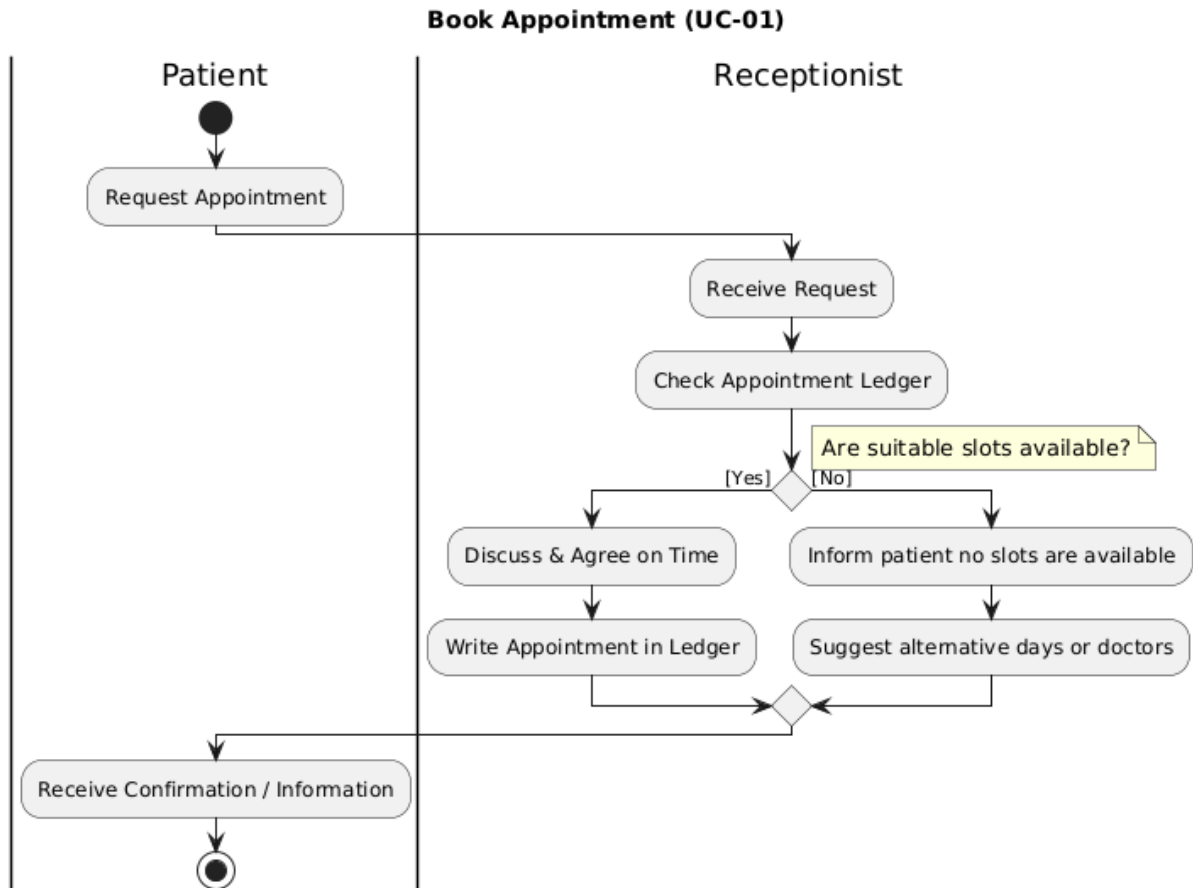 Book Appointment (UC-01)
Patient
Receptionist
Request Appointment
Receive Request
Check Appointment Ledger
Are suitable slots available?
[Yes]
[No]
Discuss & Agree on Time
Inform patient no slots are available
Write Appointment in Ledger
Suggest alternative days or doctors
Receive Confirmation / Information